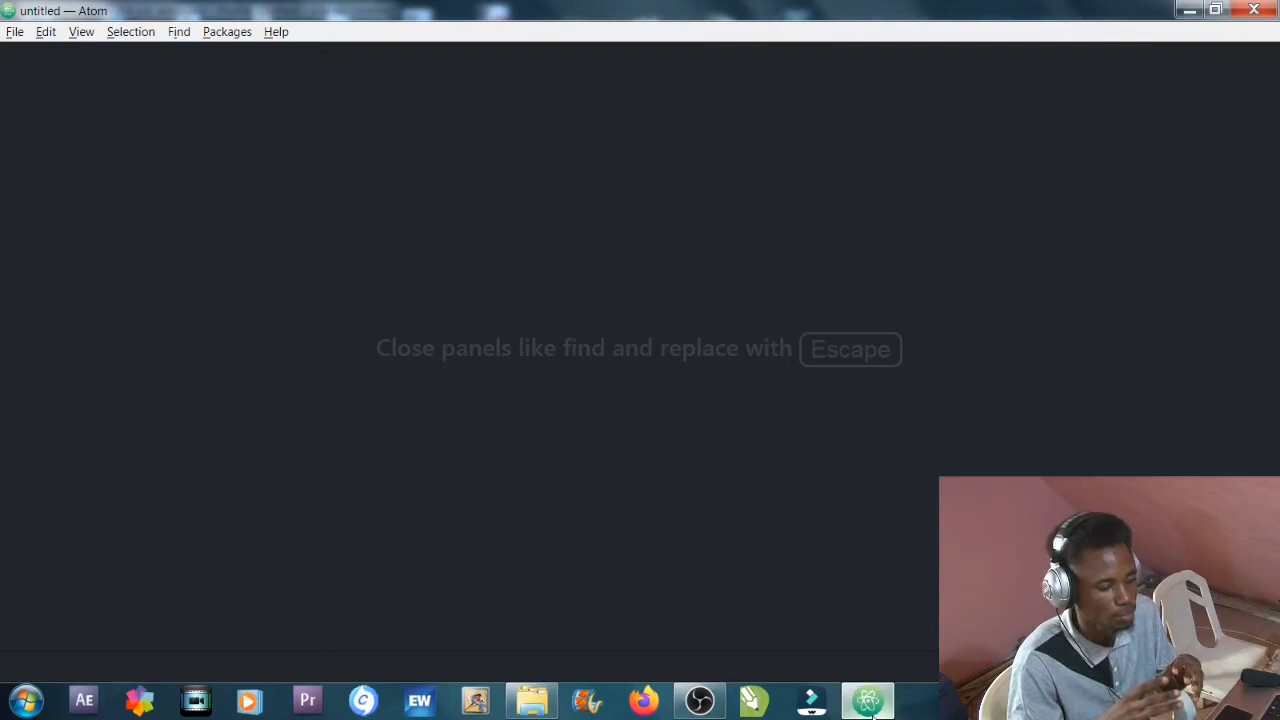 untitled — Atom
File Edit View Selection Find Packages Help
Close panels like find and replace with Escape
AE Pr C EW